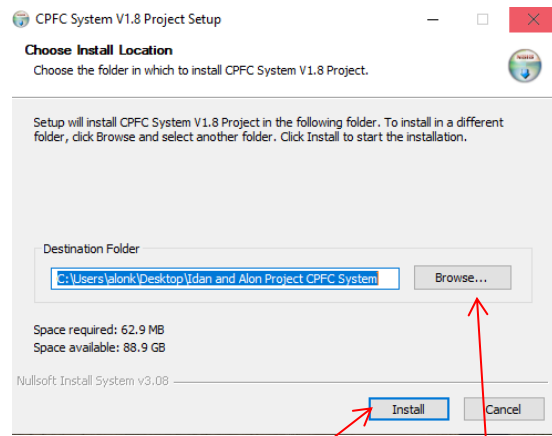 CPFC System V1.8 Project Setup
Choose Install Location
Choose the folder in which to install CPFC System V1.8 Project.
Setup will install CPFC System V1.8 Project in the following folder. To install in a different
folder, click Browse and select another folder. Click Install to start the installation.
Destination Folder
C:\Users\alonk\Desktop\Idan and Alon Project CPFC System
Browse...
Space required: 62.9 MB
Space available: 88.9 GB
Nullsoft Install System v3.08
Install
Cancel